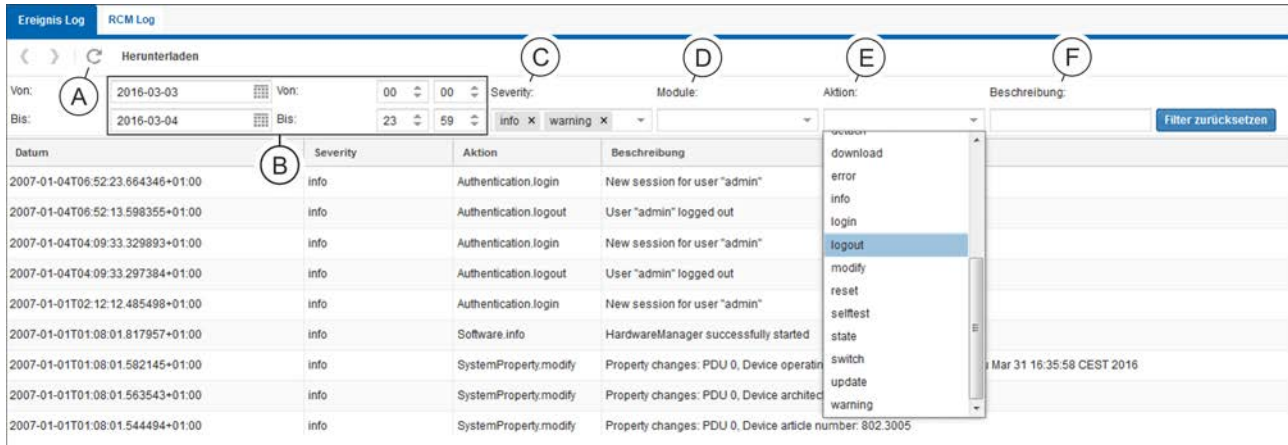 Ereignis Log RCM Log
Herunterladen
A B C D E F
Von: 2016-03-03 Von: 00 00 Severity: Module: Aktion: Beschreibung:
Bis: 2016-03-04 Bis: 23 59 info × warning × Filter zurücksetzen
Datum Severity Aktion Beschreibung
2007-01-04T06:52:23.664346+01:00 info Authentication.login New session for user "admin"
2007-01-04T06:52:13.598355+01:00 info Authentication.logout User "admin" logged out
2007-01-04T04:09:33.329893+01:00 info Authentication.login New session for user "admin"
2007-01-04T04:09:33.297384+01:00 info Authentication.logout User "admin" logged out
2007-01-01T02:12:12.485498+01:00 info Authentication.login New session for user "admin"
2007-01-01T01:08:01.817957+01:00 info Software.info HardwareManager successfully started
2007-01-01T01:08:01.582145+01:00 info SystemProperty.modify Property changes: PDU 0, Device operatin Mar 31 16:35:58 CEST 2016
2007-01-01T01:08:01.563543+01:00 info SystemProperty.modify Property changes: PDU 0, Device architec
2007-01-01T01:08:01.544494+01:00 info SystemProperty.modify Property changes: PDU 0, Device article number: 802.3005
download
error
info
login
logout
modify
reset
selftest
state
switch
update
warning